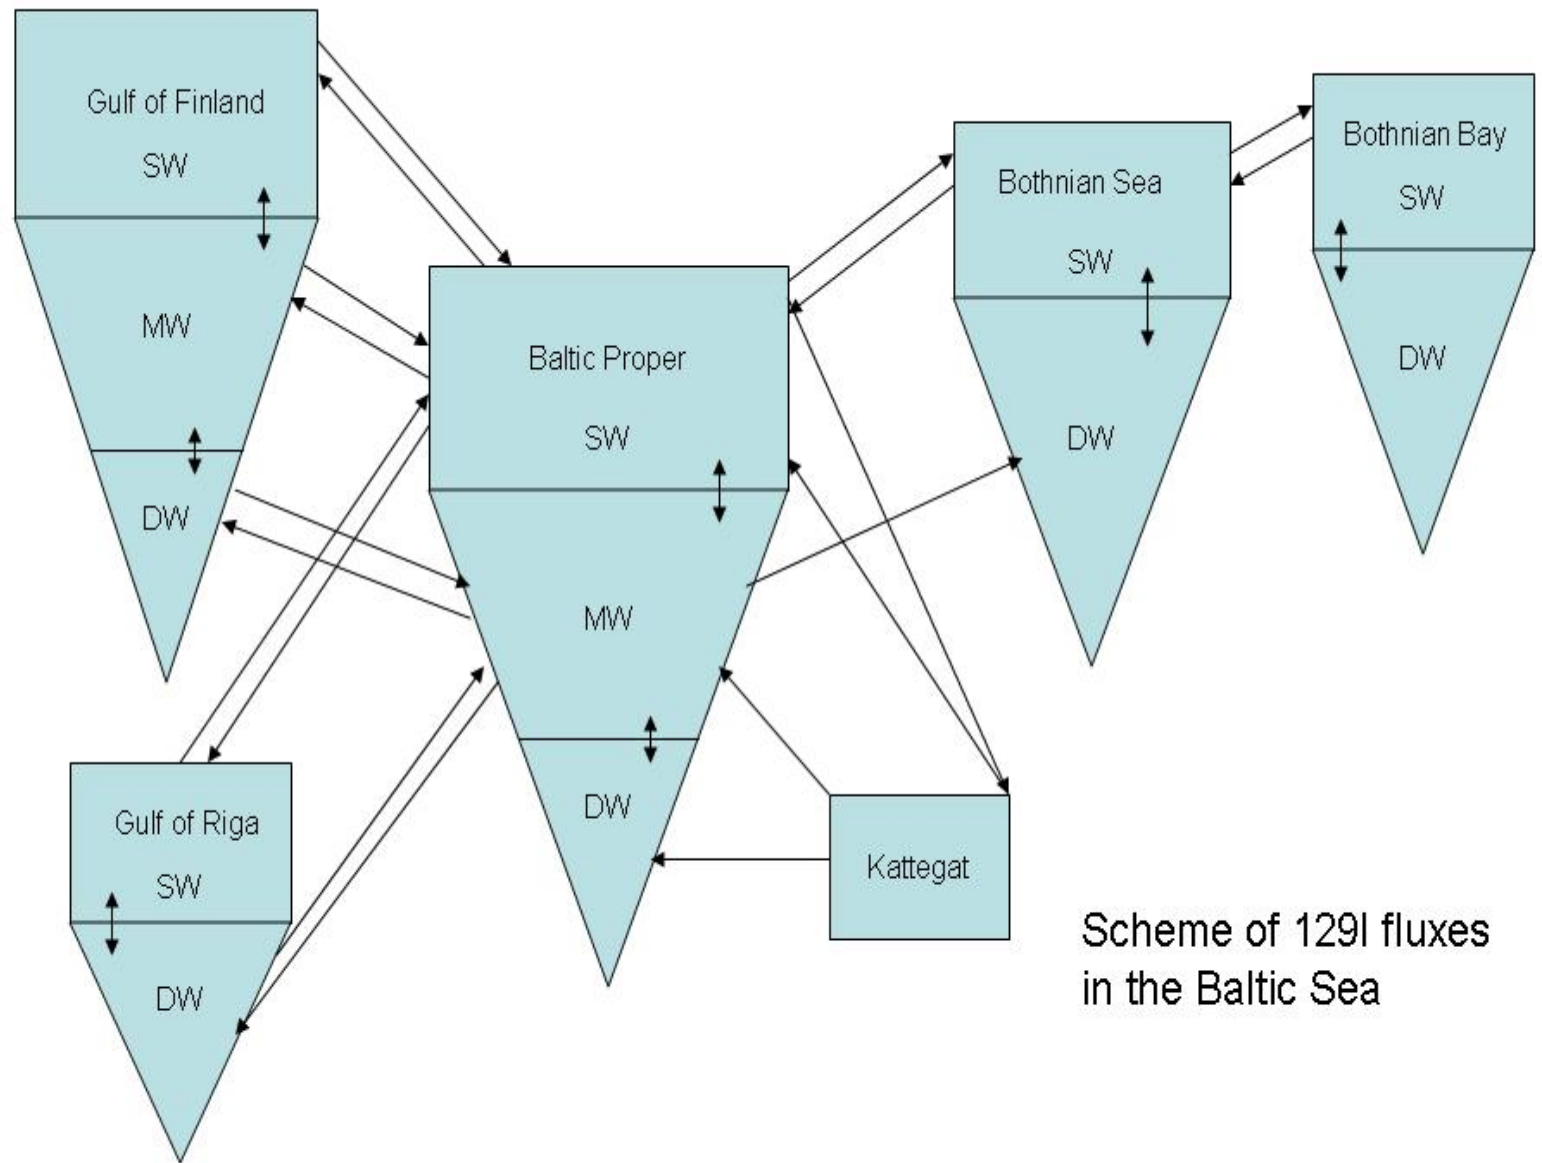 Gulf of Finland
SW
MW
DW
Baltic Proper
SW
MW
DW
Bothnian Sea
SW
DW
Bothnian Bay
SW
DW
Gulf of Riga
SW
DW
Kattegat
Scheme of 129I fluxes
in the Baltic Sea